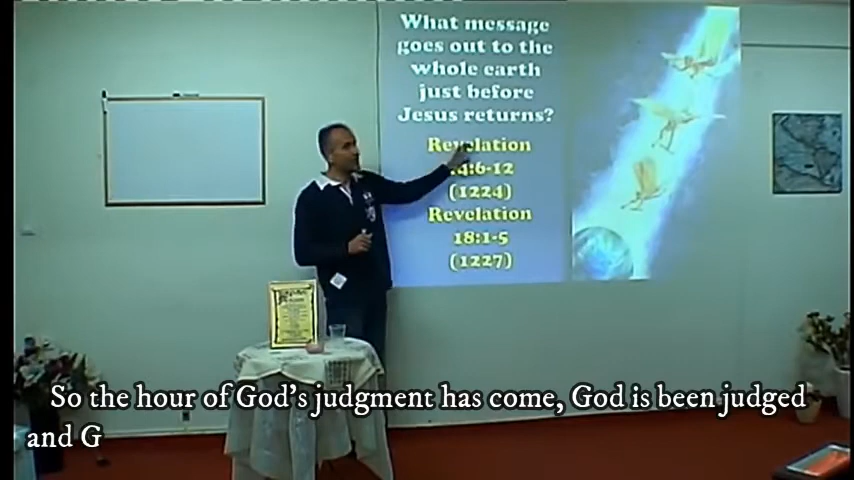 What message
goes out to the
whole earth
just before
Jesus returns?
Revelation
14:6-12
(1224)
Revelation
18:1-5
(1227)
So the hour of God's judgment has come, God is been judged
and G